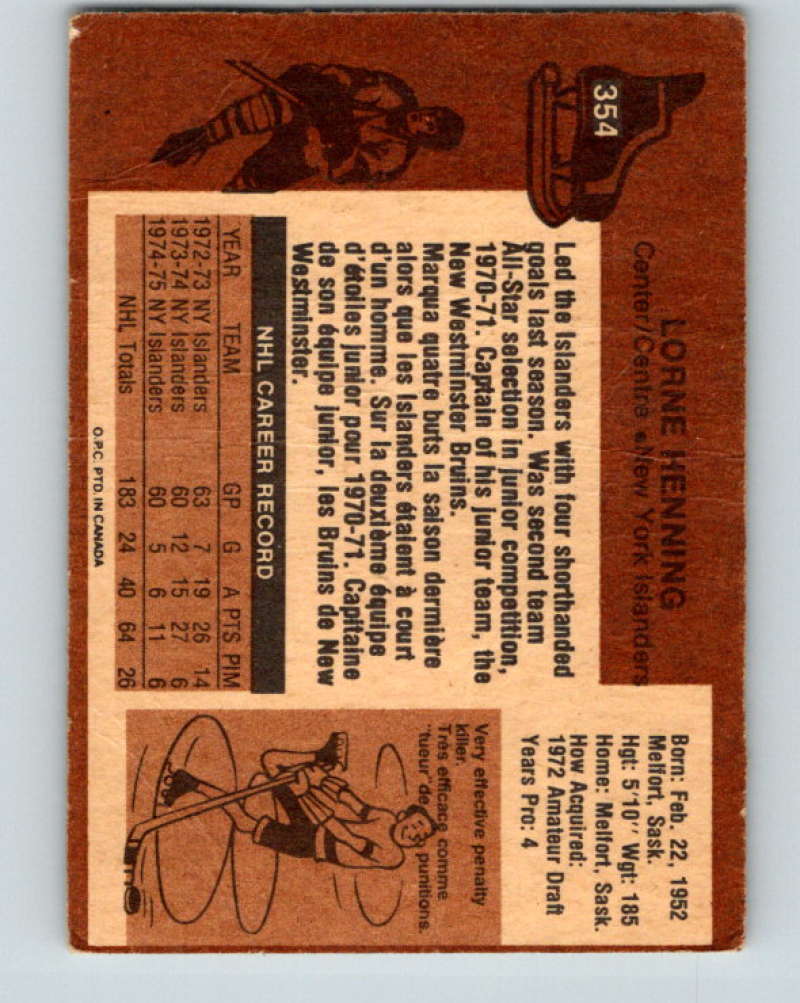 354
LORNE HENNING
Center/Centre • New York Islanders
Born: Feb. 22, 1952
Melfort, Sask.
Hgt: 5'10" Wgt: 185
Home: Melfort, Sask.
How Acquired:
1972 Amateur Draft
Years Pro: 4
Led the Islanders with four shorthanded
goals last season. Was second team
All-Star selection in junior competition,
1970-71. Captain of his junior team, the
New Westminster Bruins.
Marqua quatre buts la saison dernière
alors que les Islanders étaient à court
d'un homme. Sur la deuxième équipe
d'étoiles junior pour 1970-71. Capitaine
de son équipe junior, les Bruins de New
Westminster.
NHL CAREER RECORD
YEAR TEAM GP G A PTS PIM
1972-73 NY Islanders 63 7 19 26 14
1973-74 NY Islanders 60 12 15 27 6
1974-75 NY Islanders 60 5 6 11 6
NHL Totals 183 24 40 64 26
Very effective penalty
killer.
Très efficace comme
"tueur" de punitions.
O.P.C. PTD. IN CANADA